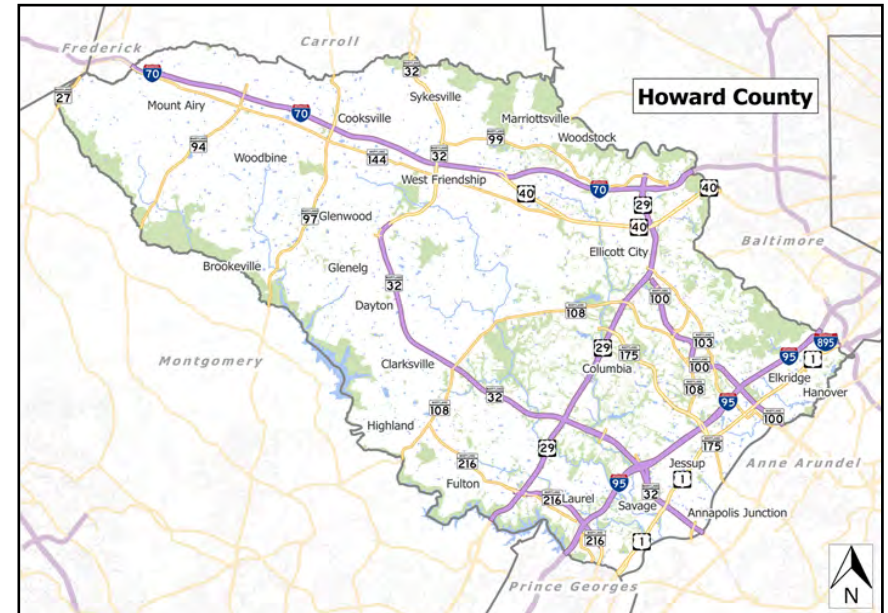 Carroll
Frederick
70
32
Howard County
27
Mount Airy
Sykesville
70
Cooksville
Marriottsville
Woodstock
94
99
Woodbine
144
32
West Friendship
70
40
40
29
97
Glenwood
40
Ellicott City
Baltimore
Brookeville
Glenelg
32
100
Dayton
108
103
895
29
175
95
1
Montgomery
Clarksville
Columbia
100
Elkridge
32
108
Hanover
108
95
100
Highland
29
175
216
Jessup
Anne Arundel
Fulton
95
1
216
Laurel
32
Savage
Annapolis Junction
216
1
Prince Georges
N